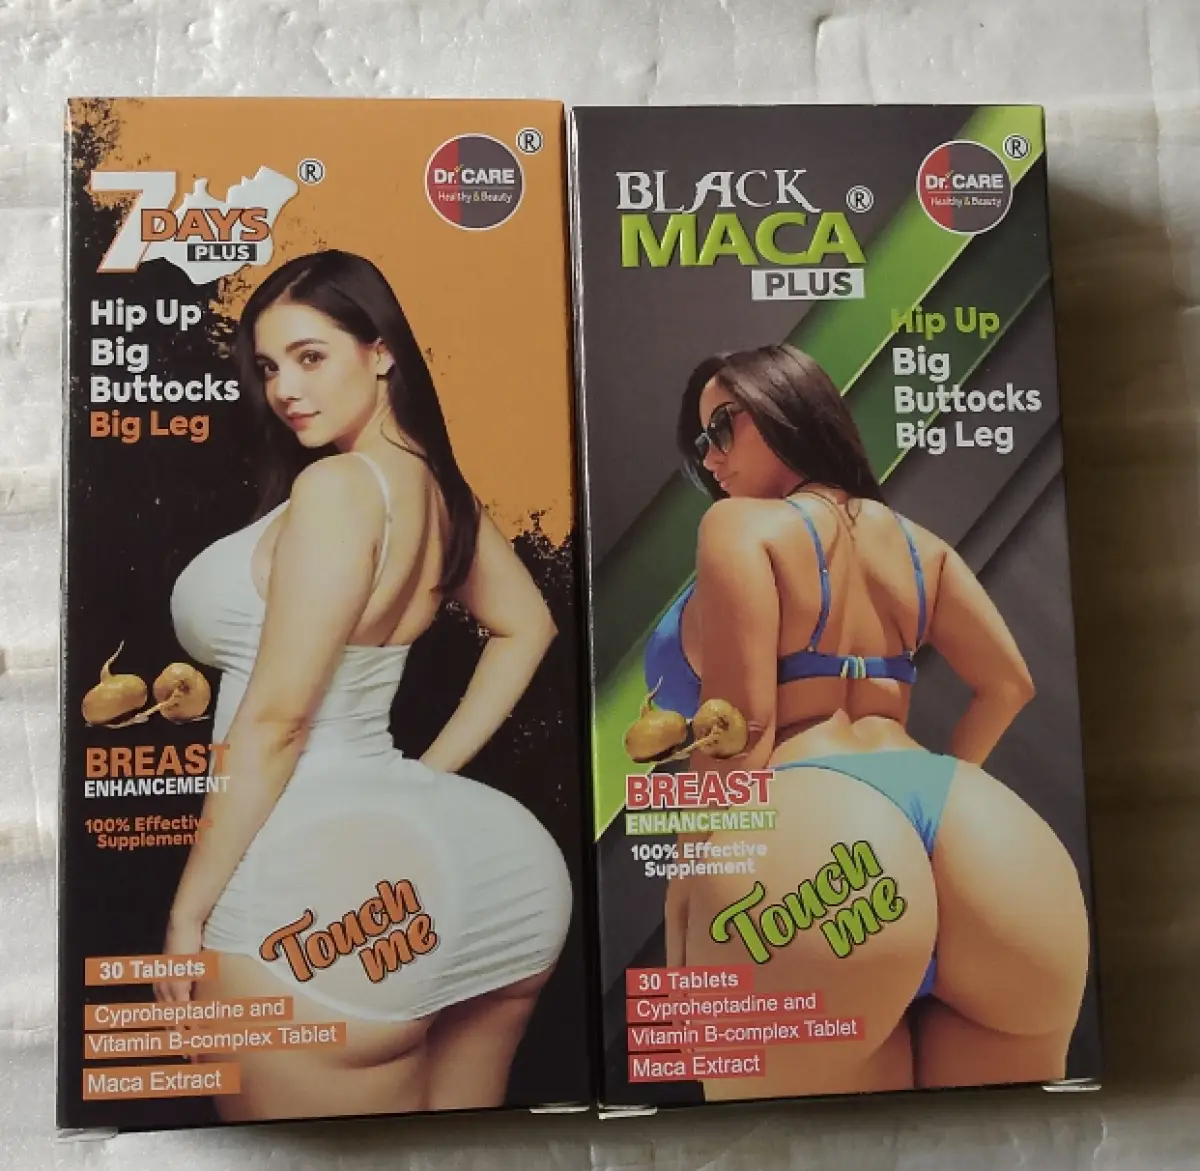 7
DAYS
PLUS
®
Dr. CARE
Healthy & Beauty
®
Hip Up
Big
Buttocks
Big Leg
BREAST
ENHANCEMENT
100% Effective
Supplement
Touch
me
30 Tablets
Cyproheptadine and
Vitamin B-complex Tablet
Maca Extract
BLACK
MACA
PLUS
®
Dr. CARE
Healthy & Beauty
®
Hip Up
Big
Buttocks
Big Leg
BREAST
ENHANCEMENT
100% Effective
Supplement
Touch
me
30 Tablets
Cyproheptadine and
Vitamin B-complex Tablet
Maca Extract